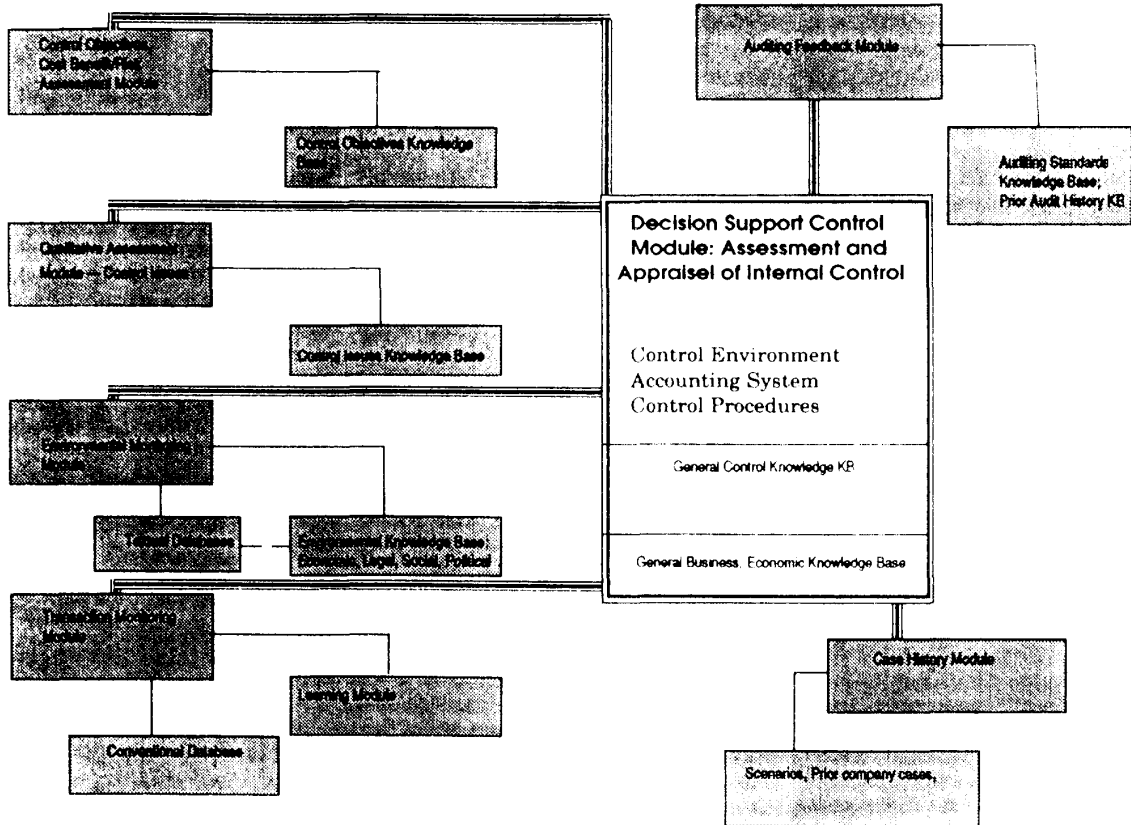 Control Objectives,
Cost Benefit/Risk
Assessment Module
Control Objectives Knowledge
Base
Qualitative Assessment
Module — Control Issues
Control Issues Knowledge Base
Environmental Monitoring
Module
Textual Databases
Environmental Knowledge Base:
Economic, Legal, Social, Political
Transaction Monitoring
Module
Learning Module
Conventional Database
Auditing Feedback Module
Auditing Standards
Knowledge Base;
Prior Audit History KB
Decision Support Control
Module: Assessment and
Appraisel of Internal Control
Control Environment
Accounting System
Control Procedures
General Control Knowledge KB
General Business, Economic Knowledge Base
Case History Module
Scenarios, Prior company cases,